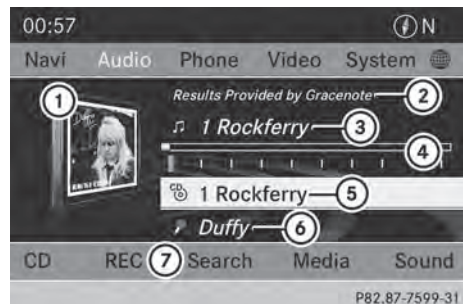 00:57 N
Navi Audio Phone Video System
1
Results Provided by Gracenote 2
1 Rockferry 3
4
CD 1 Rockferry 5
Duffy 6
CD REC 7 Search Media Sound
P82.87-7599-31